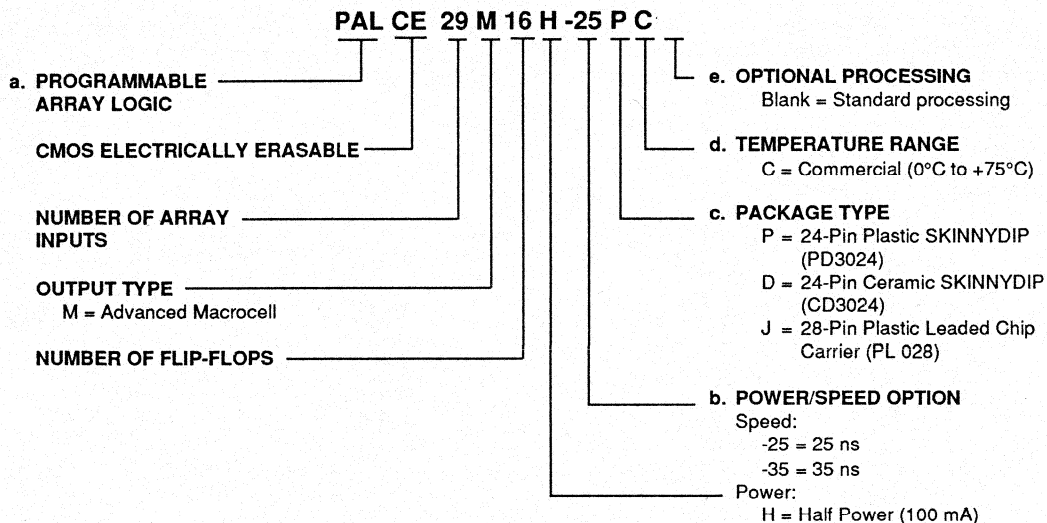 PAL CE 29 M 16 H -25 P C
a. PROGRAMMABLE
ARRAY LOGIC
CMOS ELECTRICALLY ERASABLE
NUMBER OF ARRAY
INPUTS
OUTPUT TYPE
M = Advanced Macrocell
NUMBER OF FLIP-FLOPS
e. OPTIONAL PROCESSING
Blank = Standard processing
d. TEMPERATURE RANGE
C = Commercial (0°C to +75°C)
c. PACKAGE TYPE
P = 24-Pin Plastic SKINNYDIP
(PD3024)
D = 24-Pin Ceramic SKINNYDIP
(CD3024)
J = 28-Pin Plastic Leaded Chip
Carrier (PL 028)
b. POWER/SPEED OPTION
Speed:
-25 = 25 ns
-35 = 35 ns
Power:
H = Half Power (100 mA)